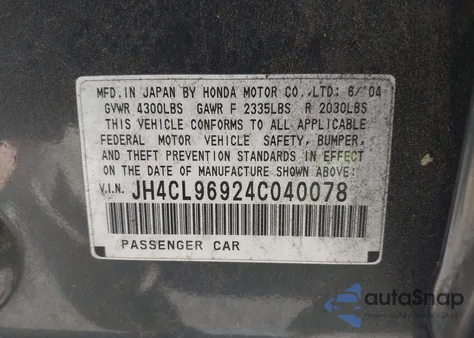 MFD.IN JAPAN BY HONDA MOTOR CO.,LTD: 6/'04
GVWR 4300LBS GAWR F 2335LBS R 2030LBS
THIS VEHICLE CONFORMS TO ALL APPLICABLE
FEDERAL MOTOR VEHICLE SAFETY, BUMPER,
AND THEFT PREVENTION STANDARDS IN EFFECT
ON THE DATE OF MANUFACTURE SHOWN ABOVE:
V.I.N. JH4CL96924C040078
PASSENGER CAR
autoSnap